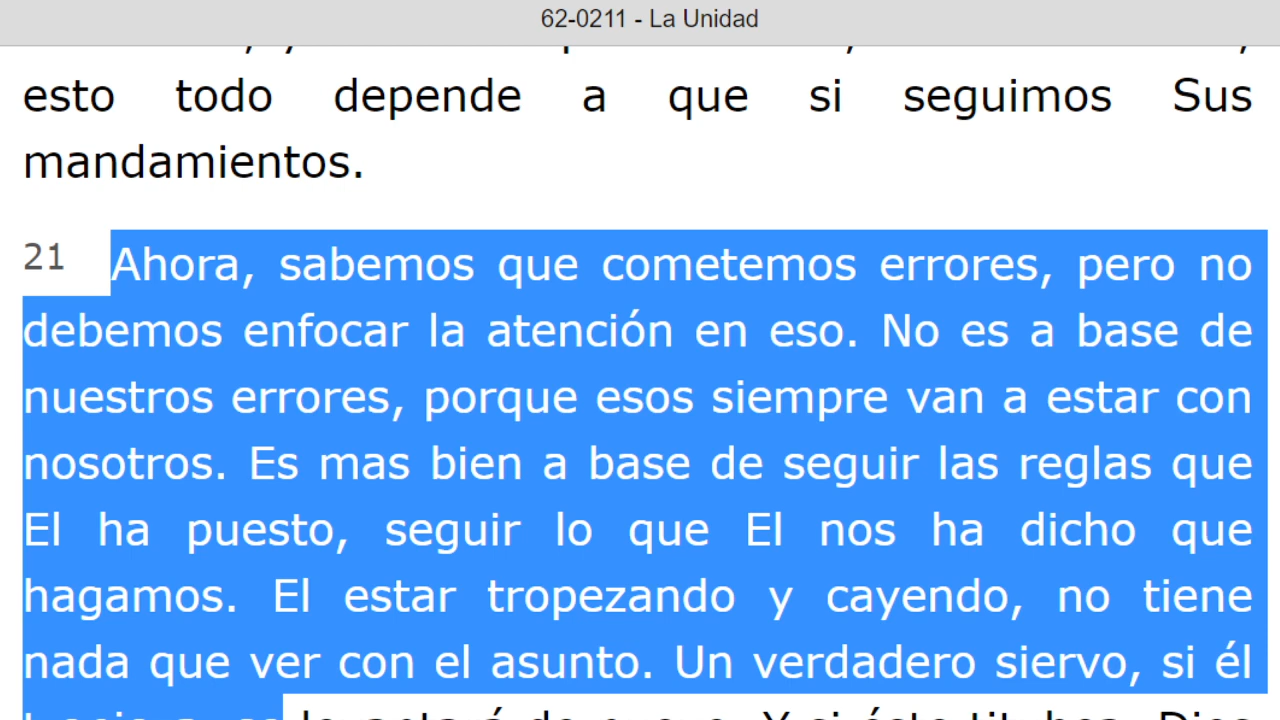 62-0211 - La Unidad
esto todo depende a que si seguimos Sus
mandamientos.
21 Ahora, sabemos que cometemos errores, pero no
debemos enfocar la atención en eso. No es a base de
nuestros errores, porque esos siempre van a estar con
nosotros. Es mas bien a base de seguir las reglas que
El ha puesto, seguir lo que El nos ha dicho que
hagamos. El estar tropezando y cayendo, no tiene
nada que ver con el asunto. Un verdadero siervo, si él